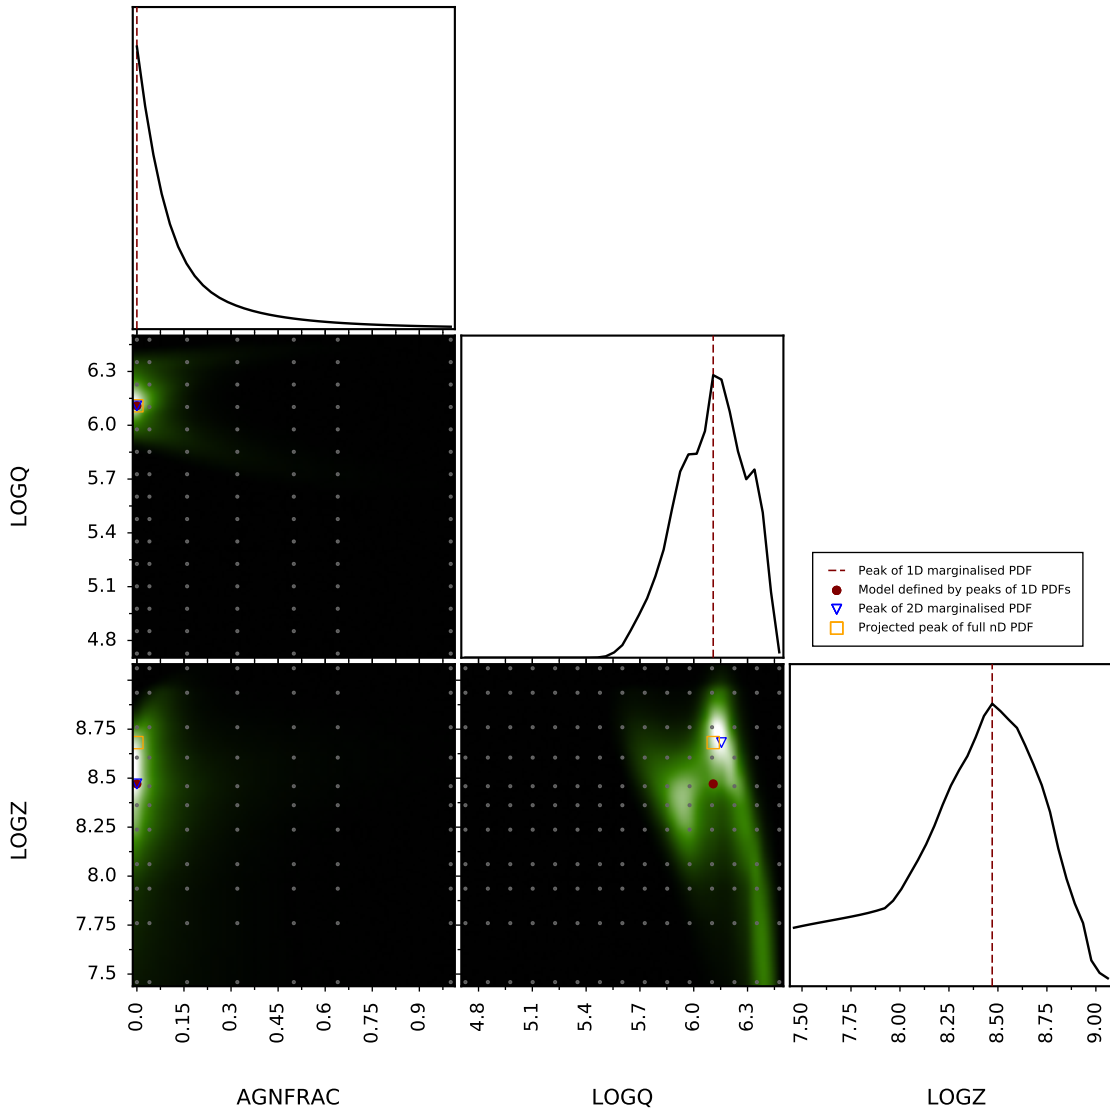 6.3
6.0
5.7
5.4
5.1
4.8
LOGQ
Peak of 1D marginalised PDF
Model defined by peaks of 1D PDFs
Peak of 2D marginalised PDF
Projected peak of full nD PDF
8.75
8.5
8.25
8.0
7.75
7.5
LOGZ
0.0 0.15 0.3 0.45 0.6 0.75 0.9
4.8 5.1 5.4 5.7 6.0 6.3
7.50 7.75 8.00 8.25 8.50 8.75 9.00
AGNFRAC LOGQ LOGZ